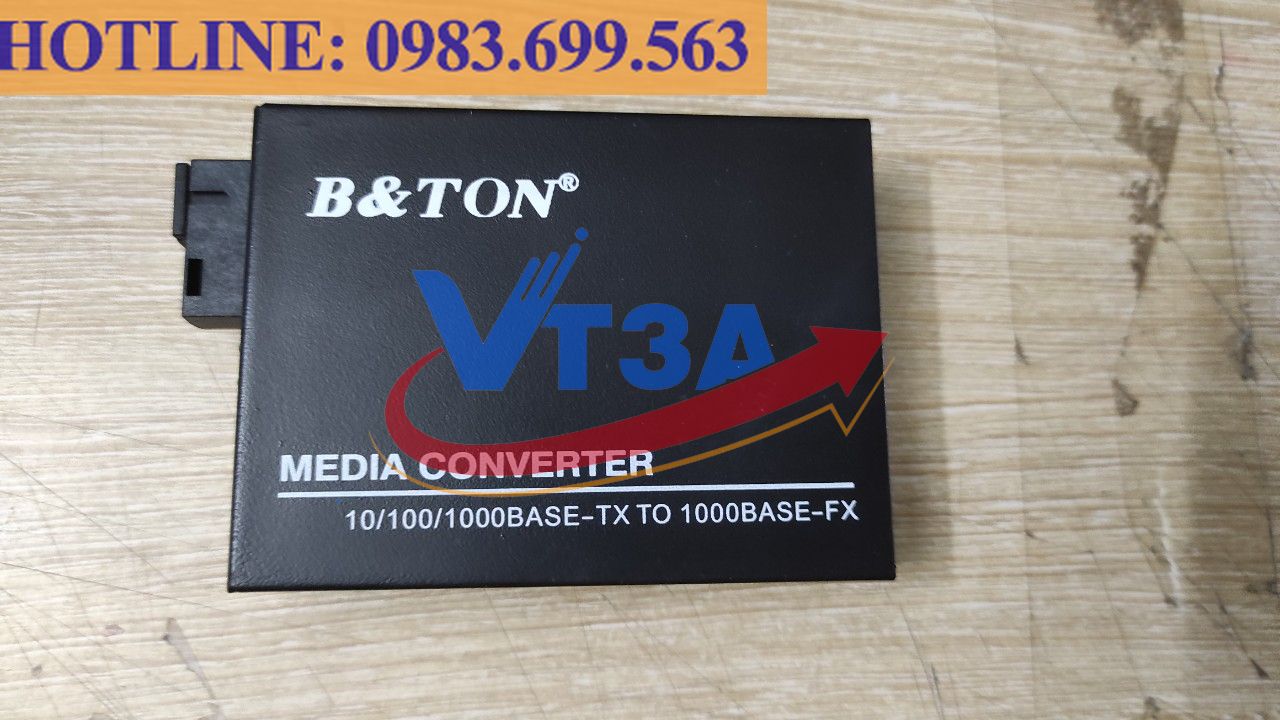 HOTLINE: 0983.699.563
B&TON®
VT3A
MEDIA CONVERTER
10/100/1000BASE-TX TO 1000BASE-FX